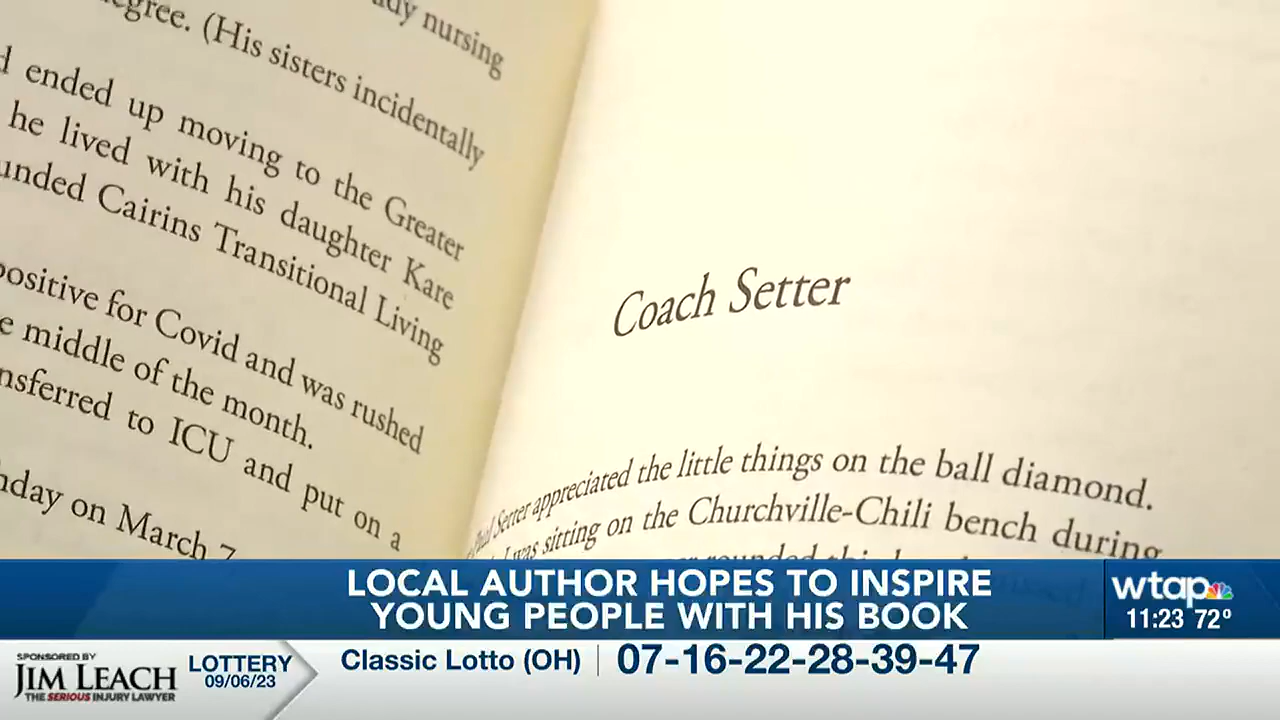 nursing
(His sisters incidentally
ended up moving to the Greater
he lived with his daughter Kare
Cairins Transitional Living
positive for Covid and was rushed
middle of the month.
to ICU and put on a
on March 7
Coach Setter
Setter appreciated the little things on the ball diamond.
I was sitting on the Churchville-Chili bench during
LOCAL AUTHOR HOPES TO INSPIRE
YOUNG PEOPLE WITH HIS BOOK
wtap
11:23 72°
SPONSORED BY
JIM LEACH
THE SERIOUS INJURY LAWYER
LOTTERY
09/06/23
Classic Lotto (OH) | 07-16-22-28-39-47